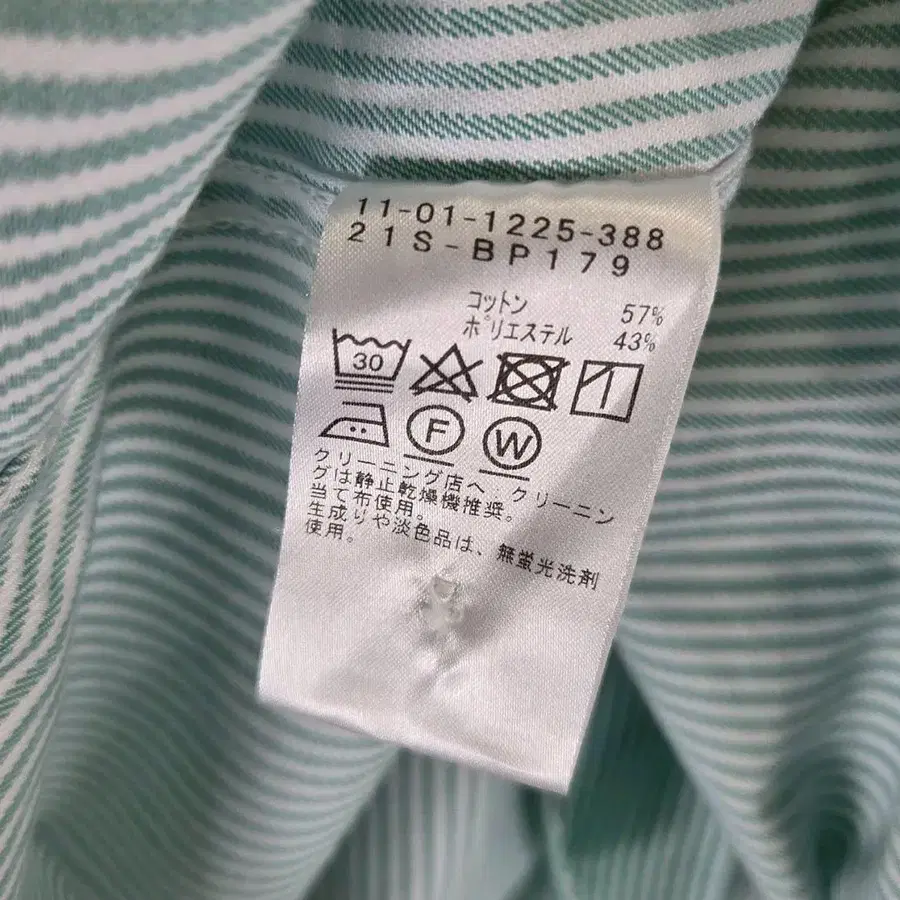 11-01-1225-388
21S-BP179
コットン 57%
ポリエステル 43%
30
F W
クリーニング店へ。クリーニン
グは静止乾燥機推奨。
当て布使用。
生成りや淡色品は、無蛍光洗剤
使用。